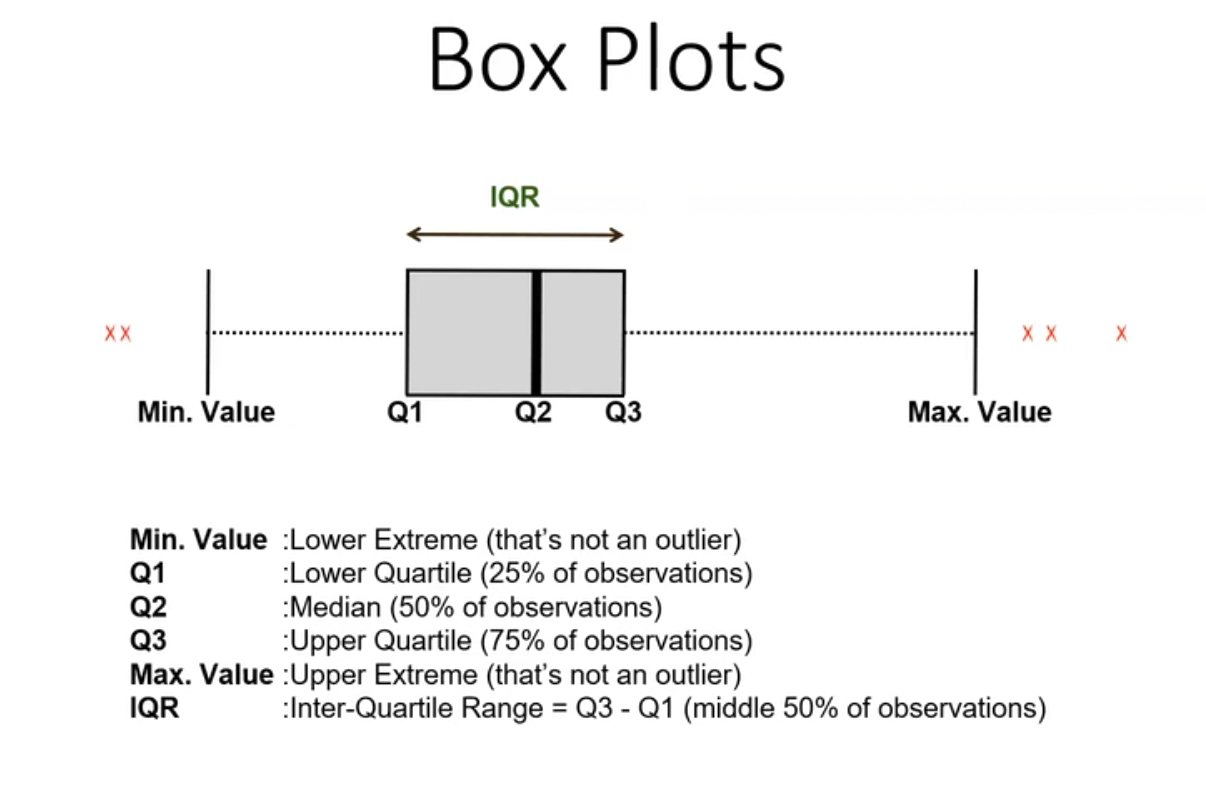 Box Plots
IQR
xx
x x
x
Min. Value
Q1
Q2
Q3
Max. Value
Min. Value :Lower Extreme (that’s not an outlier)
Q1 :Lower Quartile (25% of observations)
Q2 :Median (50% of observations)
Q3 :Upper Quartile (75% of observations)
Max. Value :Upper Extreme (that’s not an outlier)
IQR :Inter-Quartile Range = Q3 - Q1 (middle 50% of observations)